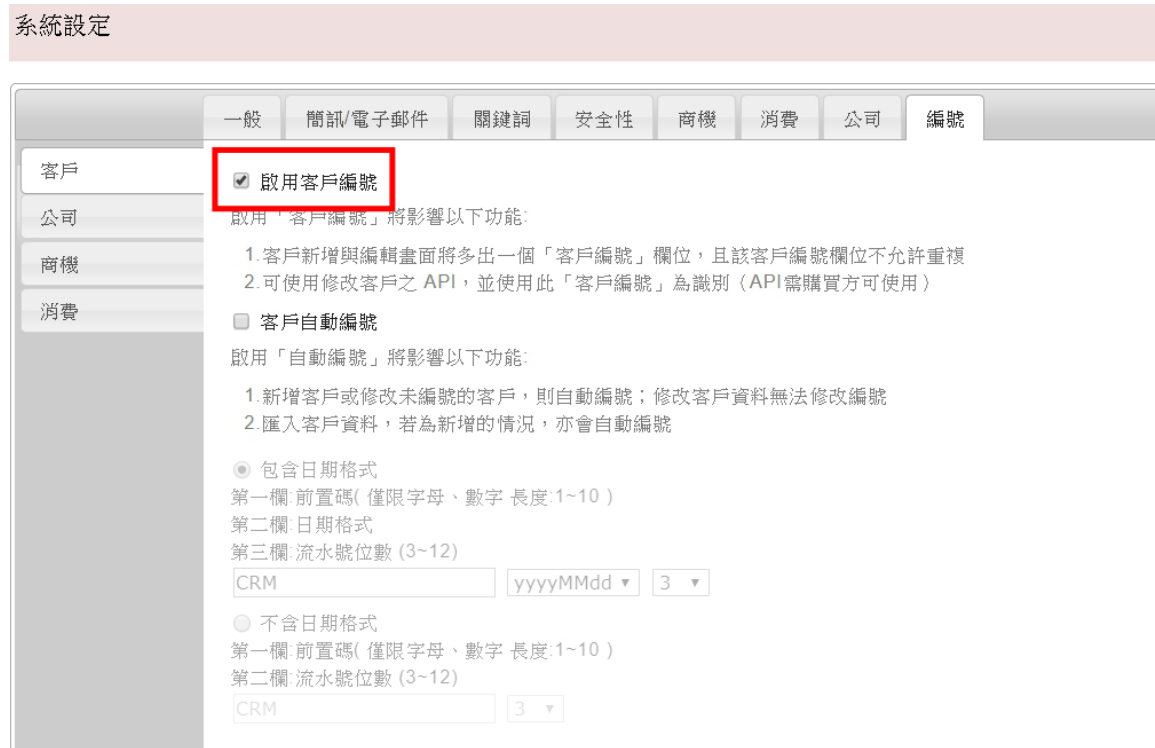 系統設定
一般 簡訊/電子郵件 關鍵詞 安全性 商機 消費 公司 編號
客戶
公司
商機
消費
啟用客戶編號
啟用「客戶編號」將影響以下功能:
1.客戶新增與編輯畫面將多出一個「客戶編號」欄位，且該客戶編號欄位不允許重複
2.可使用修改客戶之 API，並使用此「客戶編號」為識別（API需購買方可使用）
客戶自動編號
啟用「自動編號」將影響以下功能:
1.新增客戶或修改未編號的客戶，則自動編號；修改客戶資料無法修改編號
2.匯入客戶資料，若為新增的情況，亦會自動編號
包含日期格式
第一欄:前置碼( 僅限字母、數字 長度:1~10 )
第二欄:日期格式
第三欄:流水號位數 (3~12)
CRM yyyyMMdd 3
不含日期格式
第一欄:前置碼( 僅限字母、數字 長度:1~10 )
第二欄:流水號位數 (3~12)
CRM 3